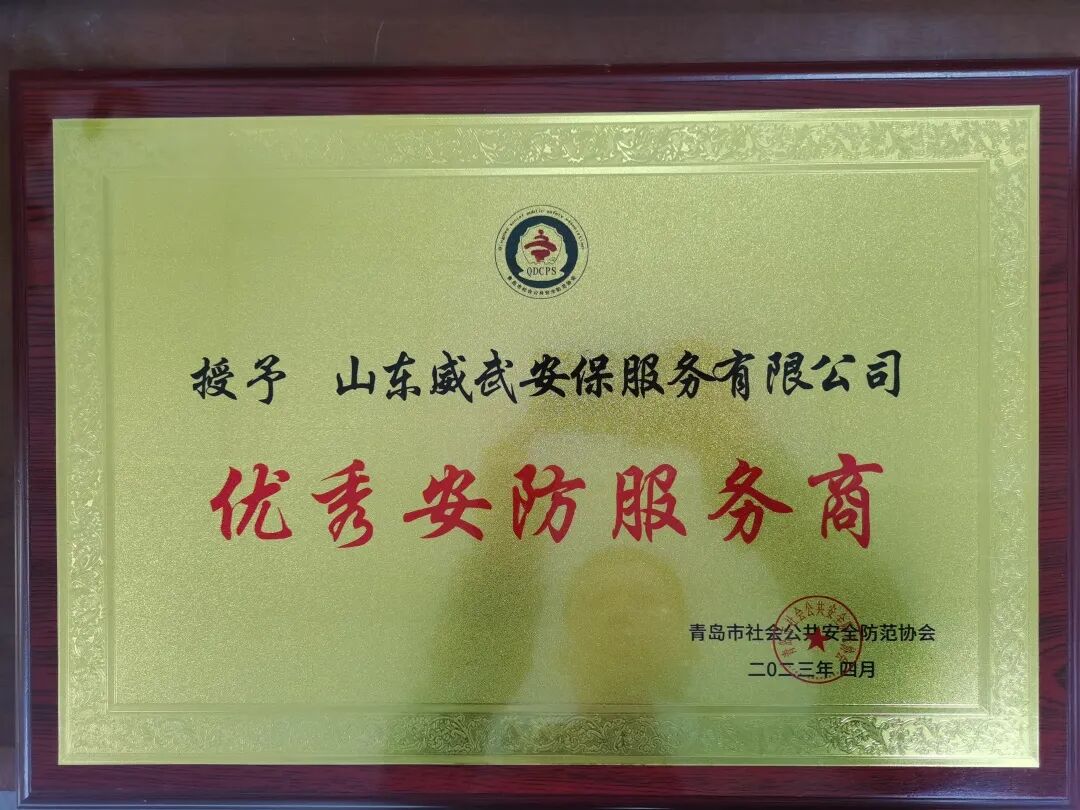 QDCPS
授予 山东威武安保服务有限公司
优秀安防服务商
青岛市社会公共安全防范协会
二0二三年 四月